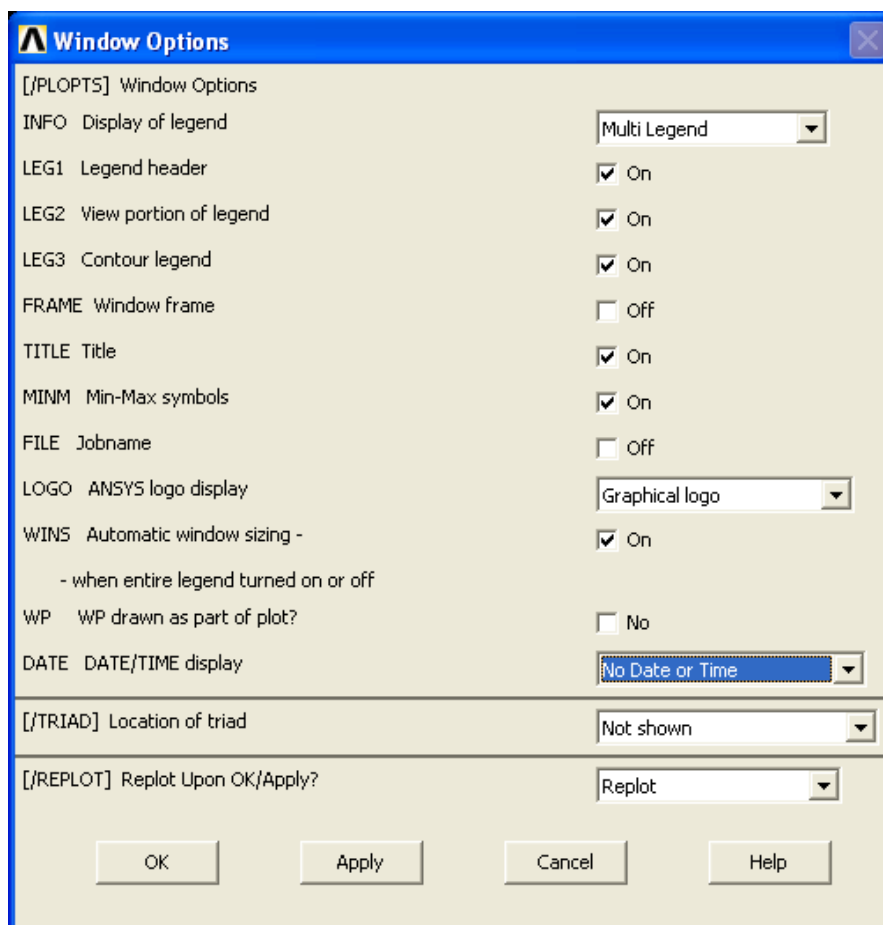 Window Options
[/PLOPTS] Window Options
INFO Display of legend Multi Legend
LEG1 Legend header On
LEG2 View portion of legend On
LEG3 Contour legend On
FRAME Window frame Off
TITLE Title On
MINM Min-Max symbols On
FILE Jobname Off
LOGO ANSYS logo display Graphical logo
WINS Automatic window sizing - On
- when entire legend turned on or off
WP WP drawn as part of plot? No
DATE DATE/TIME display No Date or Time
[/TRIAD] Location of triad Not shown
[/REPLOT] Replot Upon OK/Apply? Replot
OK Apply Cancel Help